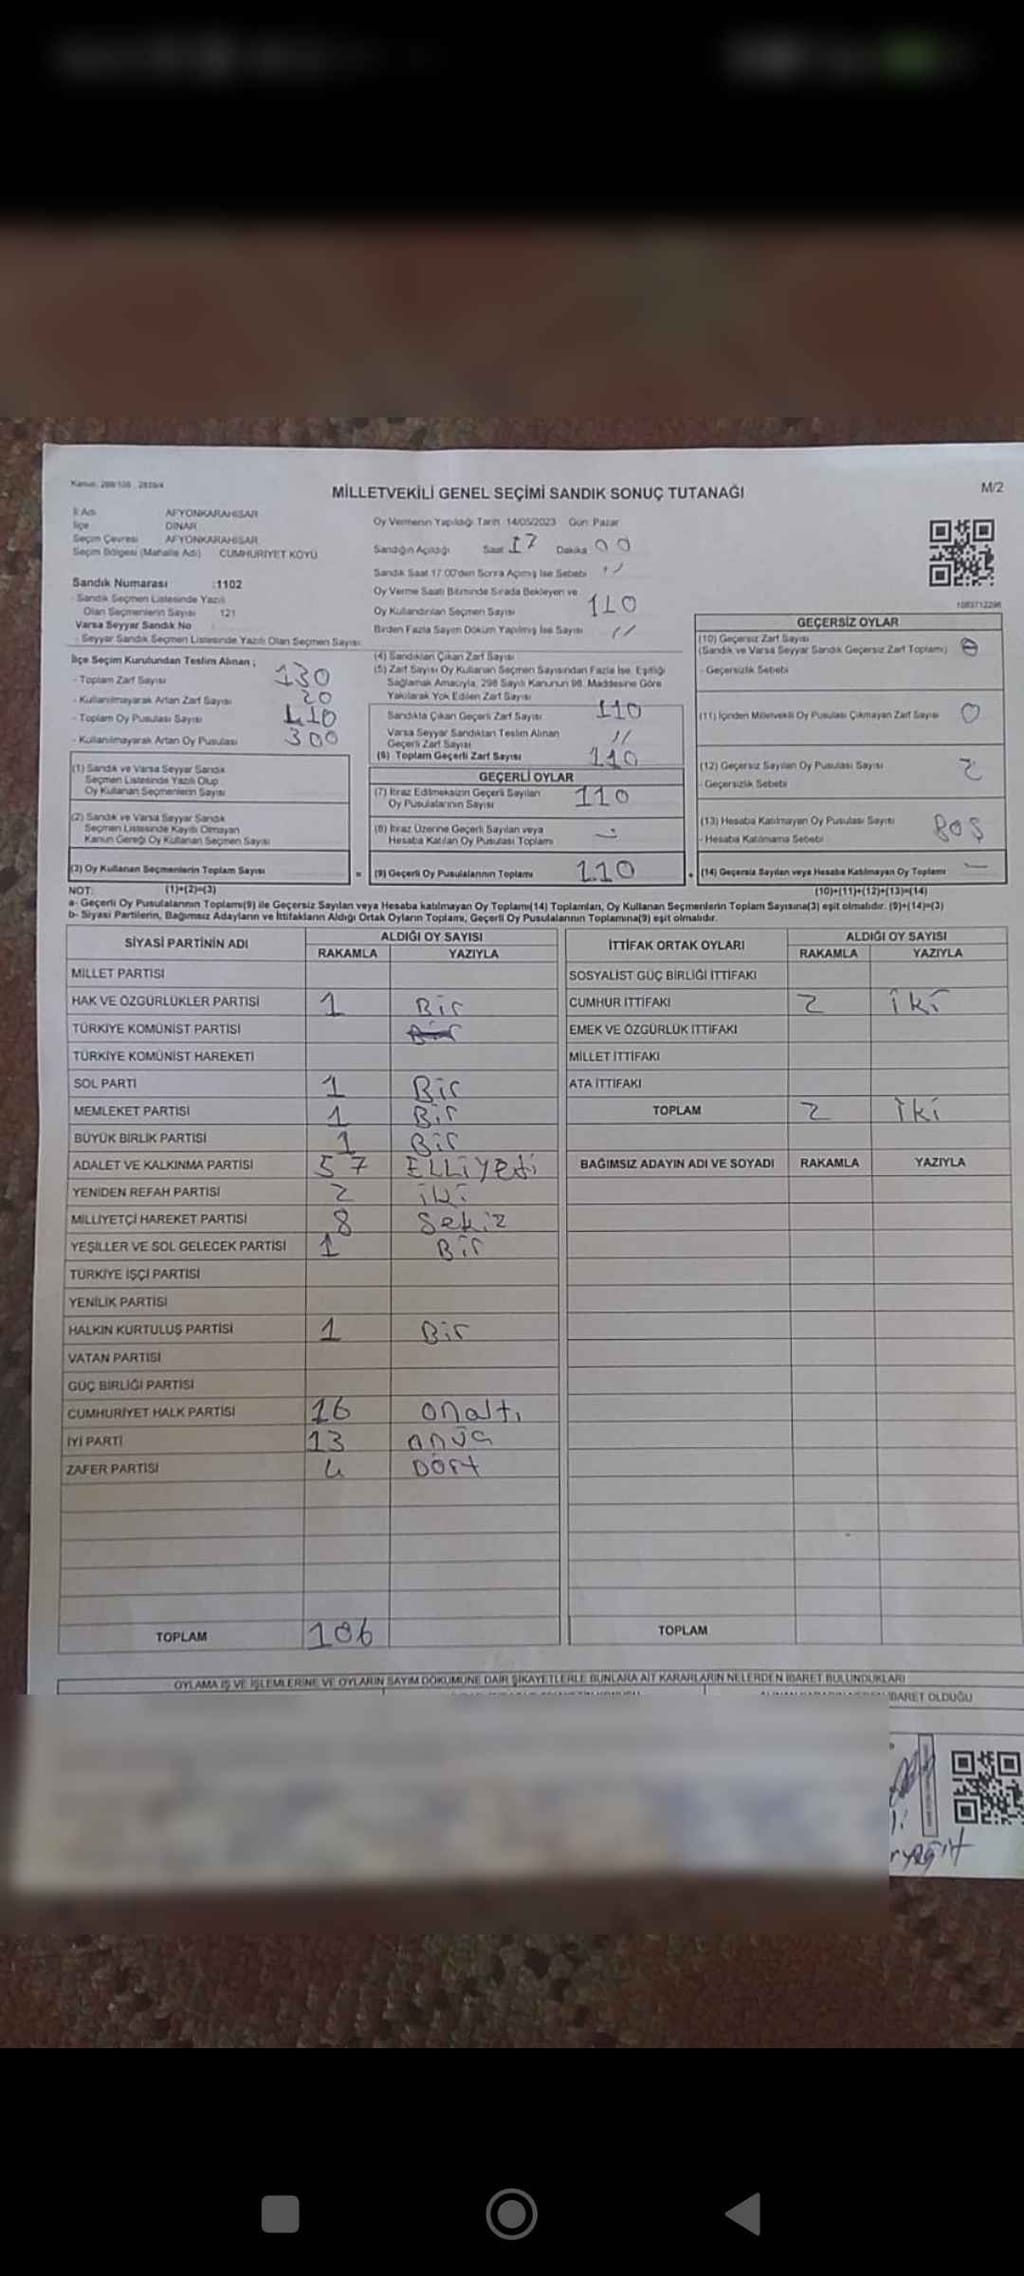 MİLLETVEKİLİ GENEL SEÇİMİ SANDIK SONUÇ TUTANAĞI
M/2
İl Adı AFYONKARAHİSAR
İlçe DİNAR
Seçim Çevresi AFYONKARAHİSAR
Seçim Bölgesi (Mahalle Adı) CUMHURİYET KÖYÜ
Sandık Numarası :1102
- Sandık Seçmen Listesinde Yazılı
Olan Seçmenlerin Sayısı 121
Varsa Seyyar Sandık No
- Seyyar Sandık Seçmen Listesinde Yazılı Olan Seçmen Sayısı
İlçe Seçim Kurulundan Teslim Alınan ;
- Toplam Zarf Sayısı 130
- Kullanılmayarak Artan Zarf Sayısı 20
- Toplam Oy Pusulası Sayısı 410
- Kullanılmayarak Artan Oy Pusulası 300
(1) Sandık ve Varsa Seyyar Sandık
Seçmen Listesinde Yazılı Olup
Oy Kullanan Seçmenlerin Sayısı
(2) Sandık ve Varsa Seyyar Sandık
Seçmen Listesinde Kayıtlı Olmayan
Kanun Gereği Oy Kullanan Seçmen Sayısı
(3) Oy Kullanan Seçmenlerin Toplam Sayısı
Oy Vermenin Yapıldığı Tarih: 14/05/2023 Gün: Pazar
Sandığın Açıldığı Saat 17 Dakika 00
Sandık Saat 17:00'den Sonra Açılmış İse Sebebi
Oy Verme Saati Bitiminde Sırada Bekleyen ve
Oy Kullandırılan Seçmen Sayısı 110
Birden Fazla Sayım Döküm Yapılmış İse Sayısı //
(4) Sandıktan Çıkan Zarf Sayısı
(5) Zarf Sayısı Oy Kullanan Seçmen Sayısından Fazla İse, Eşitliği
Sağlamak Amacıyla, 298 Sayılı Kanunun 98. Maddesine Göre
Yakılarak Yok Edilen Zarf Sayısı
Sandıkta Çıkan Geçerli Zarf Sayısı 110
Varsa Seyyar Sandıktan Teslim Alınan
Geçerli Zarf Sayısı //
(6) Toplam Geçerli Zarf Sayısı 110
GEÇERLİ OYLAR
(7) İtiraz Edilmeksizin Geçerli Sayılan
Oy Pusulalarının Sayısı 110
(8) İtiraz Üzerine Geçerli Sayılan veya
Hesaba Katılan Oy Pusulası Toplamı
= (9) Geçerli Oy Pusulalarının Toplamı 110
1083712296
GEÇERSİZ OYLAR
(10) Geçersiz Zarf Sayısı
(Sandık ve Varsa Seyyar Sandık Geçersiz Zarf Toplamı)
- Geçersizlik Sebebi
(11) İçinden Milletvekili Oy Pusulası Çıkmayan Zarf Sayısı 0
(12) Geçersiz Sayılan Oy Pusulası Sayısı 2
- Geçersizlik Sebebi
(13) Hesaba Katılmayan Oy Pusulası Sayısı BOŞ
- Hesaba Katılmama Sebebi
+ (14) Geçersiz Sayılan veya Hesaba Katılmayan Oy Toplamı —
NOT: (1)+(2)=(3) (10)+(11)+(12)+(13)=(14)
a- Geçerli Oy Pusulalarının Toplamı(9) ile Geçersiz Sayılan veya Hesaba katılmayan Oy Toplamı(14) Toplamları, Oy Kullanan Seçmenlerin Toplam Sayısına(3) eşit olmalıdır. (9)+(14)=(3)
b- Siyasi Partilerin, Bağımsız Adayların ve İttifakların Aldığı Ortak Oyların Toplamı, Geçerli Oy Pusulalarının Toplamına(9) eşit olmalıdır.
SİYASİ PARTİNİN ADI ALDIĞI OY SAYISI
RAKAMLA YAZIYLA
MİLLET PARTİSİ
HAK VE ÖZGÜRLÜKLER PARTİSİ 1 Bir
TÜRKİYE KOMÜNİST PARTİSİ
TÜRKİYE KOMÜNİST HAREKETİ
SOL PARTİ 1 Bir
MEMLEKET PARTİSİ 1 Bir
BÜYÜK BİRLİK PARTİSİ 1 Bir
ADALET VE KALKINMA PARTİSİ 57 ELLiyedi
YENİDEN REFAH PARTİSİ 2 iki
MİLLİYETÇİ HAREKET PARTİSİ 8 Sekiz
YEŞİLLER VE SOL GELECEK PARTİSİ 1 Bir
TÜRKİYE İŞÇİ PARTİSİ
YENİLİK PARTİSİ
HALKIN KURTULUŞ PARTİSİ 1 Bir
VATAN PARTİSİ
GÜÇ BİRLİĞİ PARTİSİ
CUMHURİYET HALK PARTİSİ 16 onaltı
İYİ PARTİ 13 onüç
ZAFER PARTİSİ 4 Dört
TOPLAM 106
İTTİFAK ORTAK OYLARI ALDIĞI OY SAYISI
RAKAMLA YAZIYLA
SOSYALİST GÜÇ BİRLİĞİ İTTİFAKI
CUMHUR İTTİFAKI 2 iki
EMEK VE ÖZGÜRLÜK İTTİFAKI
MİLLET İTTİFAKI
ATA İTTİFAKI
TOPLAM 2 iki
BAĞIMSIZ ADAYIN ADI VE SOYADI RAKAMLA YAZIYLA
TOPLAM
OYLAMA İŞ VE İŞLEMLERİNE VE OYLARIN SAYIM DÖKÜMÜNE DAİR ŞİKAYETLERLE BUNLARA AİT KARARLARIN NELERDEN İBARET BULUNDUKLARI
İBARET OLDUĞU